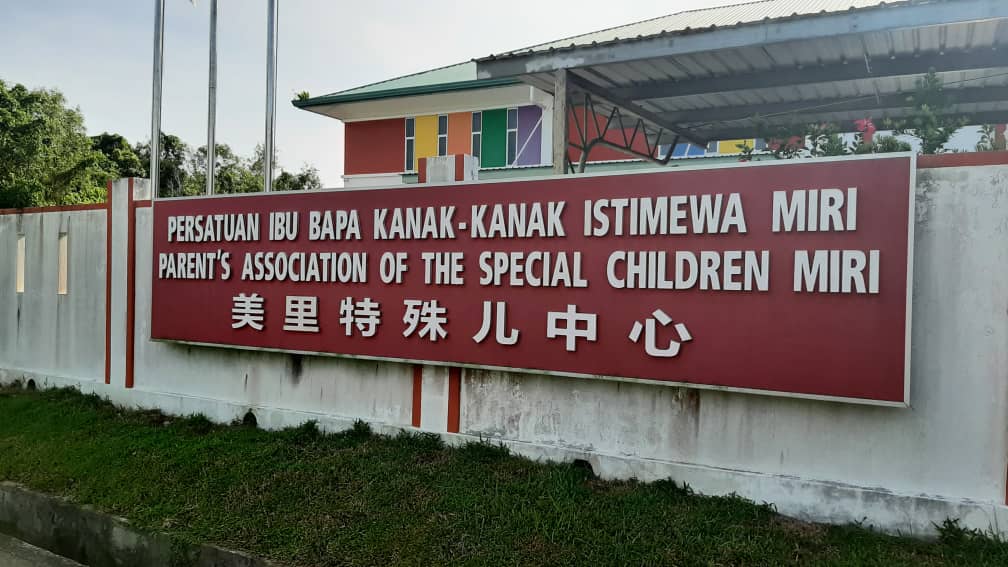 PERSATUAN IBU BAPA KANAK-KANAK ISTIMEWA MIRI
PARENT'S ASSOCIATION OF THE SPECIAL CHILDREN MIRI
美里特殊儿中心